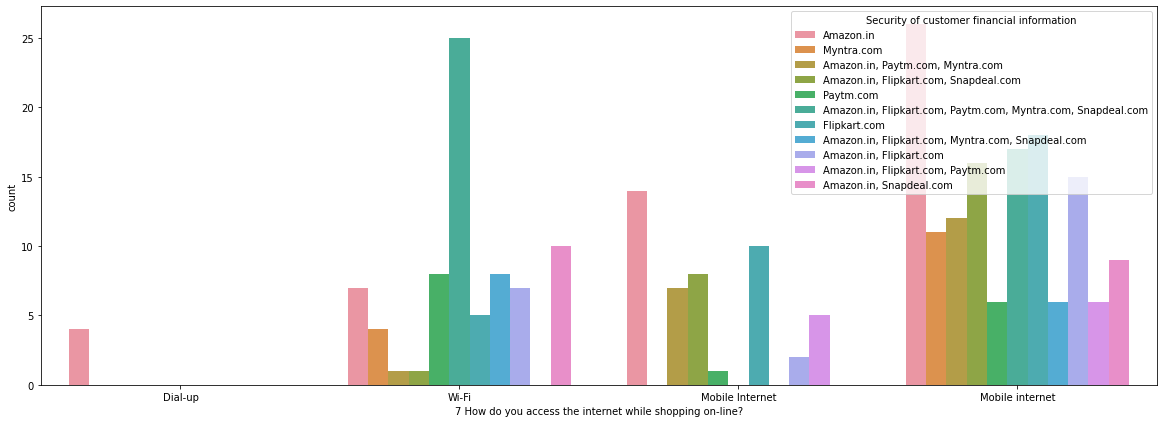 Security of customer financial information
Amazon.in
Myntra.com
Amazon.in, Paytm.com, Myntra.com
Amazon.in, Flipkart.com, Snapdeal.com
Paytm.com
Amazon.in, Flipkart.com, Paytm.com, Myntra.com, Snapdeal.com
Flipkart.com
Amazon.in, Flipkart.com, Myntra.com, Snapdeal.com
Amazon.in, Flipkart.com
Amazon.in, Flipkart.com, Paytm.com
Amazon.in, Snapdeal.com
25
20
15
10
5
0
count
Dial-up
Wi-Fi
Mobile Internet
Mobile internet
7 How do you access the internet while shopping on-line?